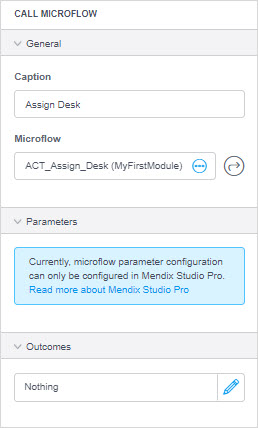 CALL MICROFLOW
General
Caption
Assign Desk
Microflow
ACT_Assign_Desk (MyFirstModule)
Parameters
Currently, microflow parameter configuration
can only be configured in Mendix Studio Pro.
Read more about Mendix Studio Pro
Outcomes
Nothing